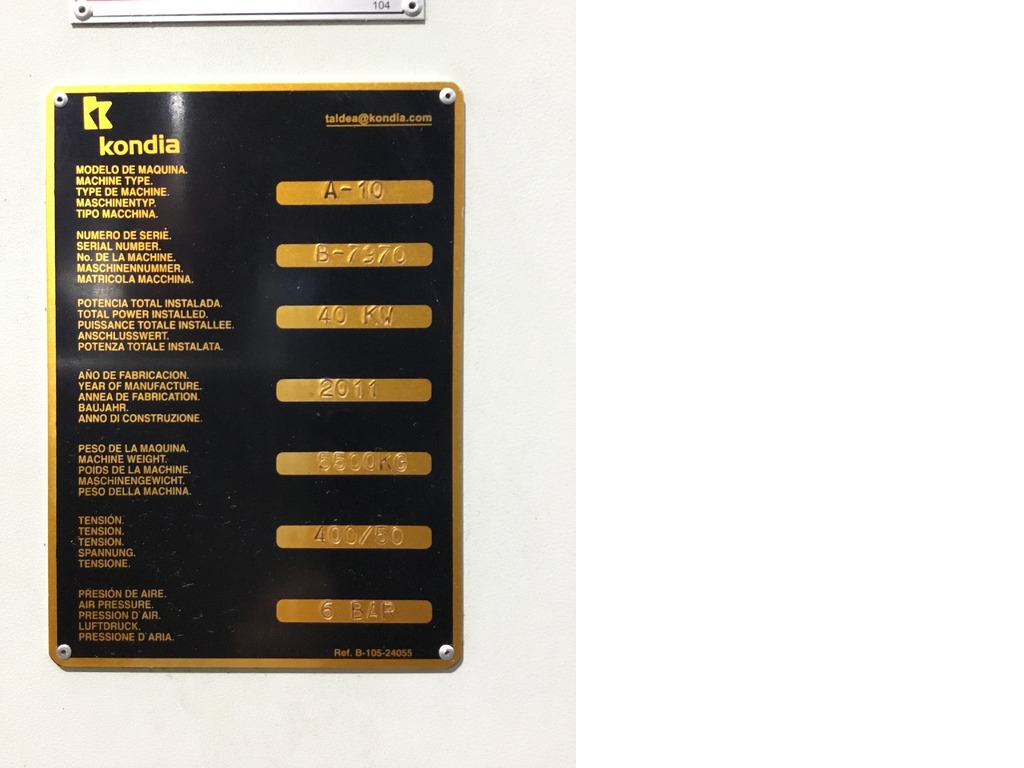 104
taldea@kondia.com
kondia
MODELO DE MAQUINA.
MACHINE TYPE.
TYPE DE MACHINE.
MASCHINENTYP.
TIPO MACCHINA.
A-10
NUMERO DE SERIE.
SERIAL NUMBER.
No. DE LA MACHINE.
MASCHINENNUMMER.
MATRICOLA MACCHINA.
B-7970
POTENCIA TOTAL INSTALADA.
TOTAL POWER INSTALLED.
PUISSANCE TOTALE INSTALLEE.
ANSCHLUSSWERT.
POTENZA TOTALE INSTALATA.
40 KW
AÑO DE FABRICACION.
YEAR OF MANUFACTURE.
ANNEA DE FABRICATION.
BAUJAHR.
ANNO DI CONSTRUZIONE.
2011
PESO DE LA MAQUINA.
MACHINE WEIGHT.
POIDS DE LA MACHINE.
MASCHINENGEWICHT.
PESO DELLA MACHINA.
5500KG
TENSIÓN.
TENSION.
TENSION.
SPANNUNG.
TENSIONE.
400/50
PRESIÓN DE AIRE.
AIR PRESSURE.
PRESSION D´AIR.
LUFTDRUCK.
PRESSIONE D´ARIA.
6 BAR
Ref. B-105-24055